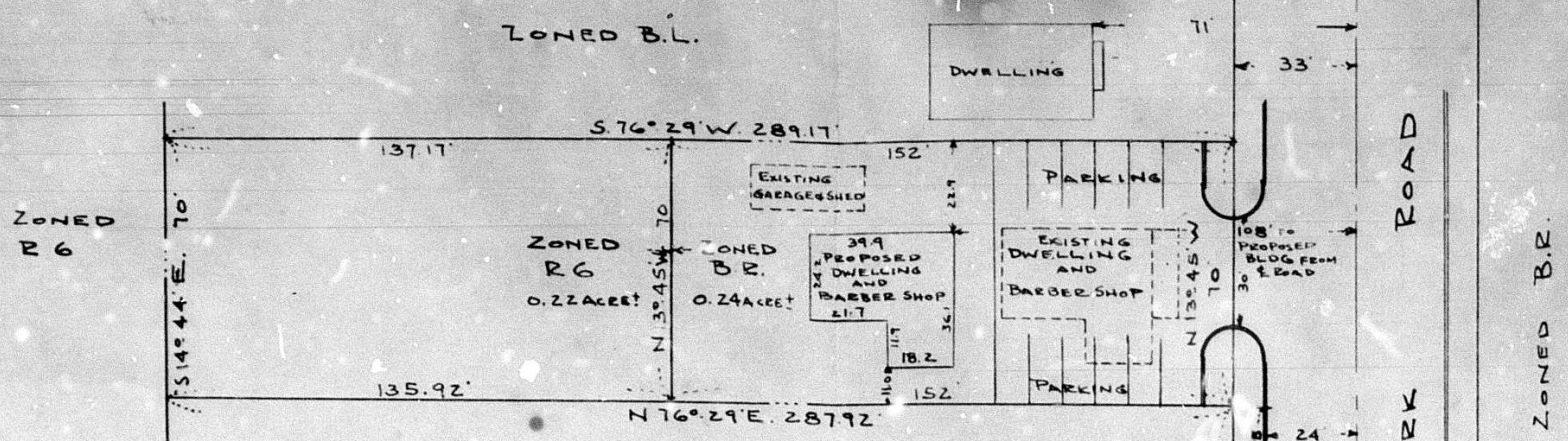 ZONED B.L.
71'
DWELLING
33'
S. 76° 29' W. 289.17'
137.17'
152'
EXISTING
GARAGE & SHED
PARKING
22.9
ROAD
ZONED
R 6
S 14° 44' E. 70'
ZONED
R 6
0.22 ACRE ±
N 13° 45' W 70
ZONED
B.R.
0.24 ACRE ±
39.9
PROPOSED
DWELLING
AND
BARBER SHOP
24.2
21.7
11.9
36.1
18.2
11.0
EXISTING
DWELLING
AND
BARBER SHOP
N 13° 45' W
70
30
108' TO
PROPOSED
BLDG FROM
℄ ROAD
ZONED B.R.
135.92'
152'
PARKING
N 76° 29' E. 287.92'
24'
RK